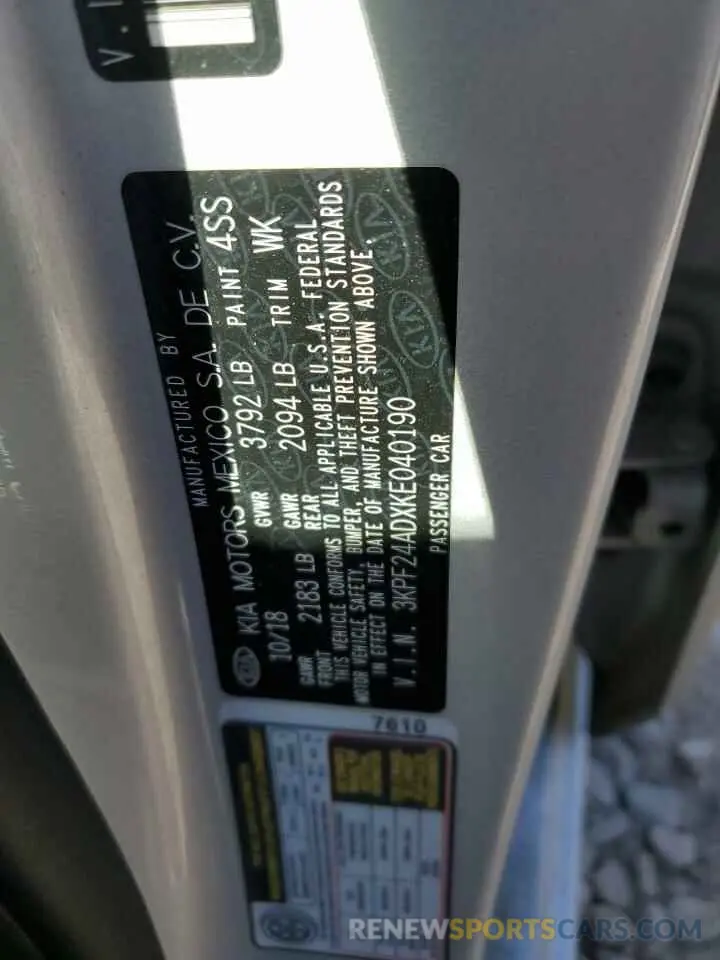 V.I
MANUFACTURED BY
KIA KIA MOTORS MEXICO S.A. DE C.V.
10/18 GVWR 3792 LB PAINT 4SS
GAWR FRONT 2183 LB GAWR REAR 2094 LB TRIM WK
THIS VEHICLE CONFORMS TO ALL APPLICABLE U.S.A. FEDERAL
MOTOR VEHICLE SAFETY, BUMPER, AND THEFT PREVENTION STANDARDS
IN EFFECT ON THE DATE OF MANUFACTURE SHOWN ABOVE.
V.I.N. 3KPF24ADXKE040190
PASSENGER CAR
7610
RENEWSPORTSCARS.COM